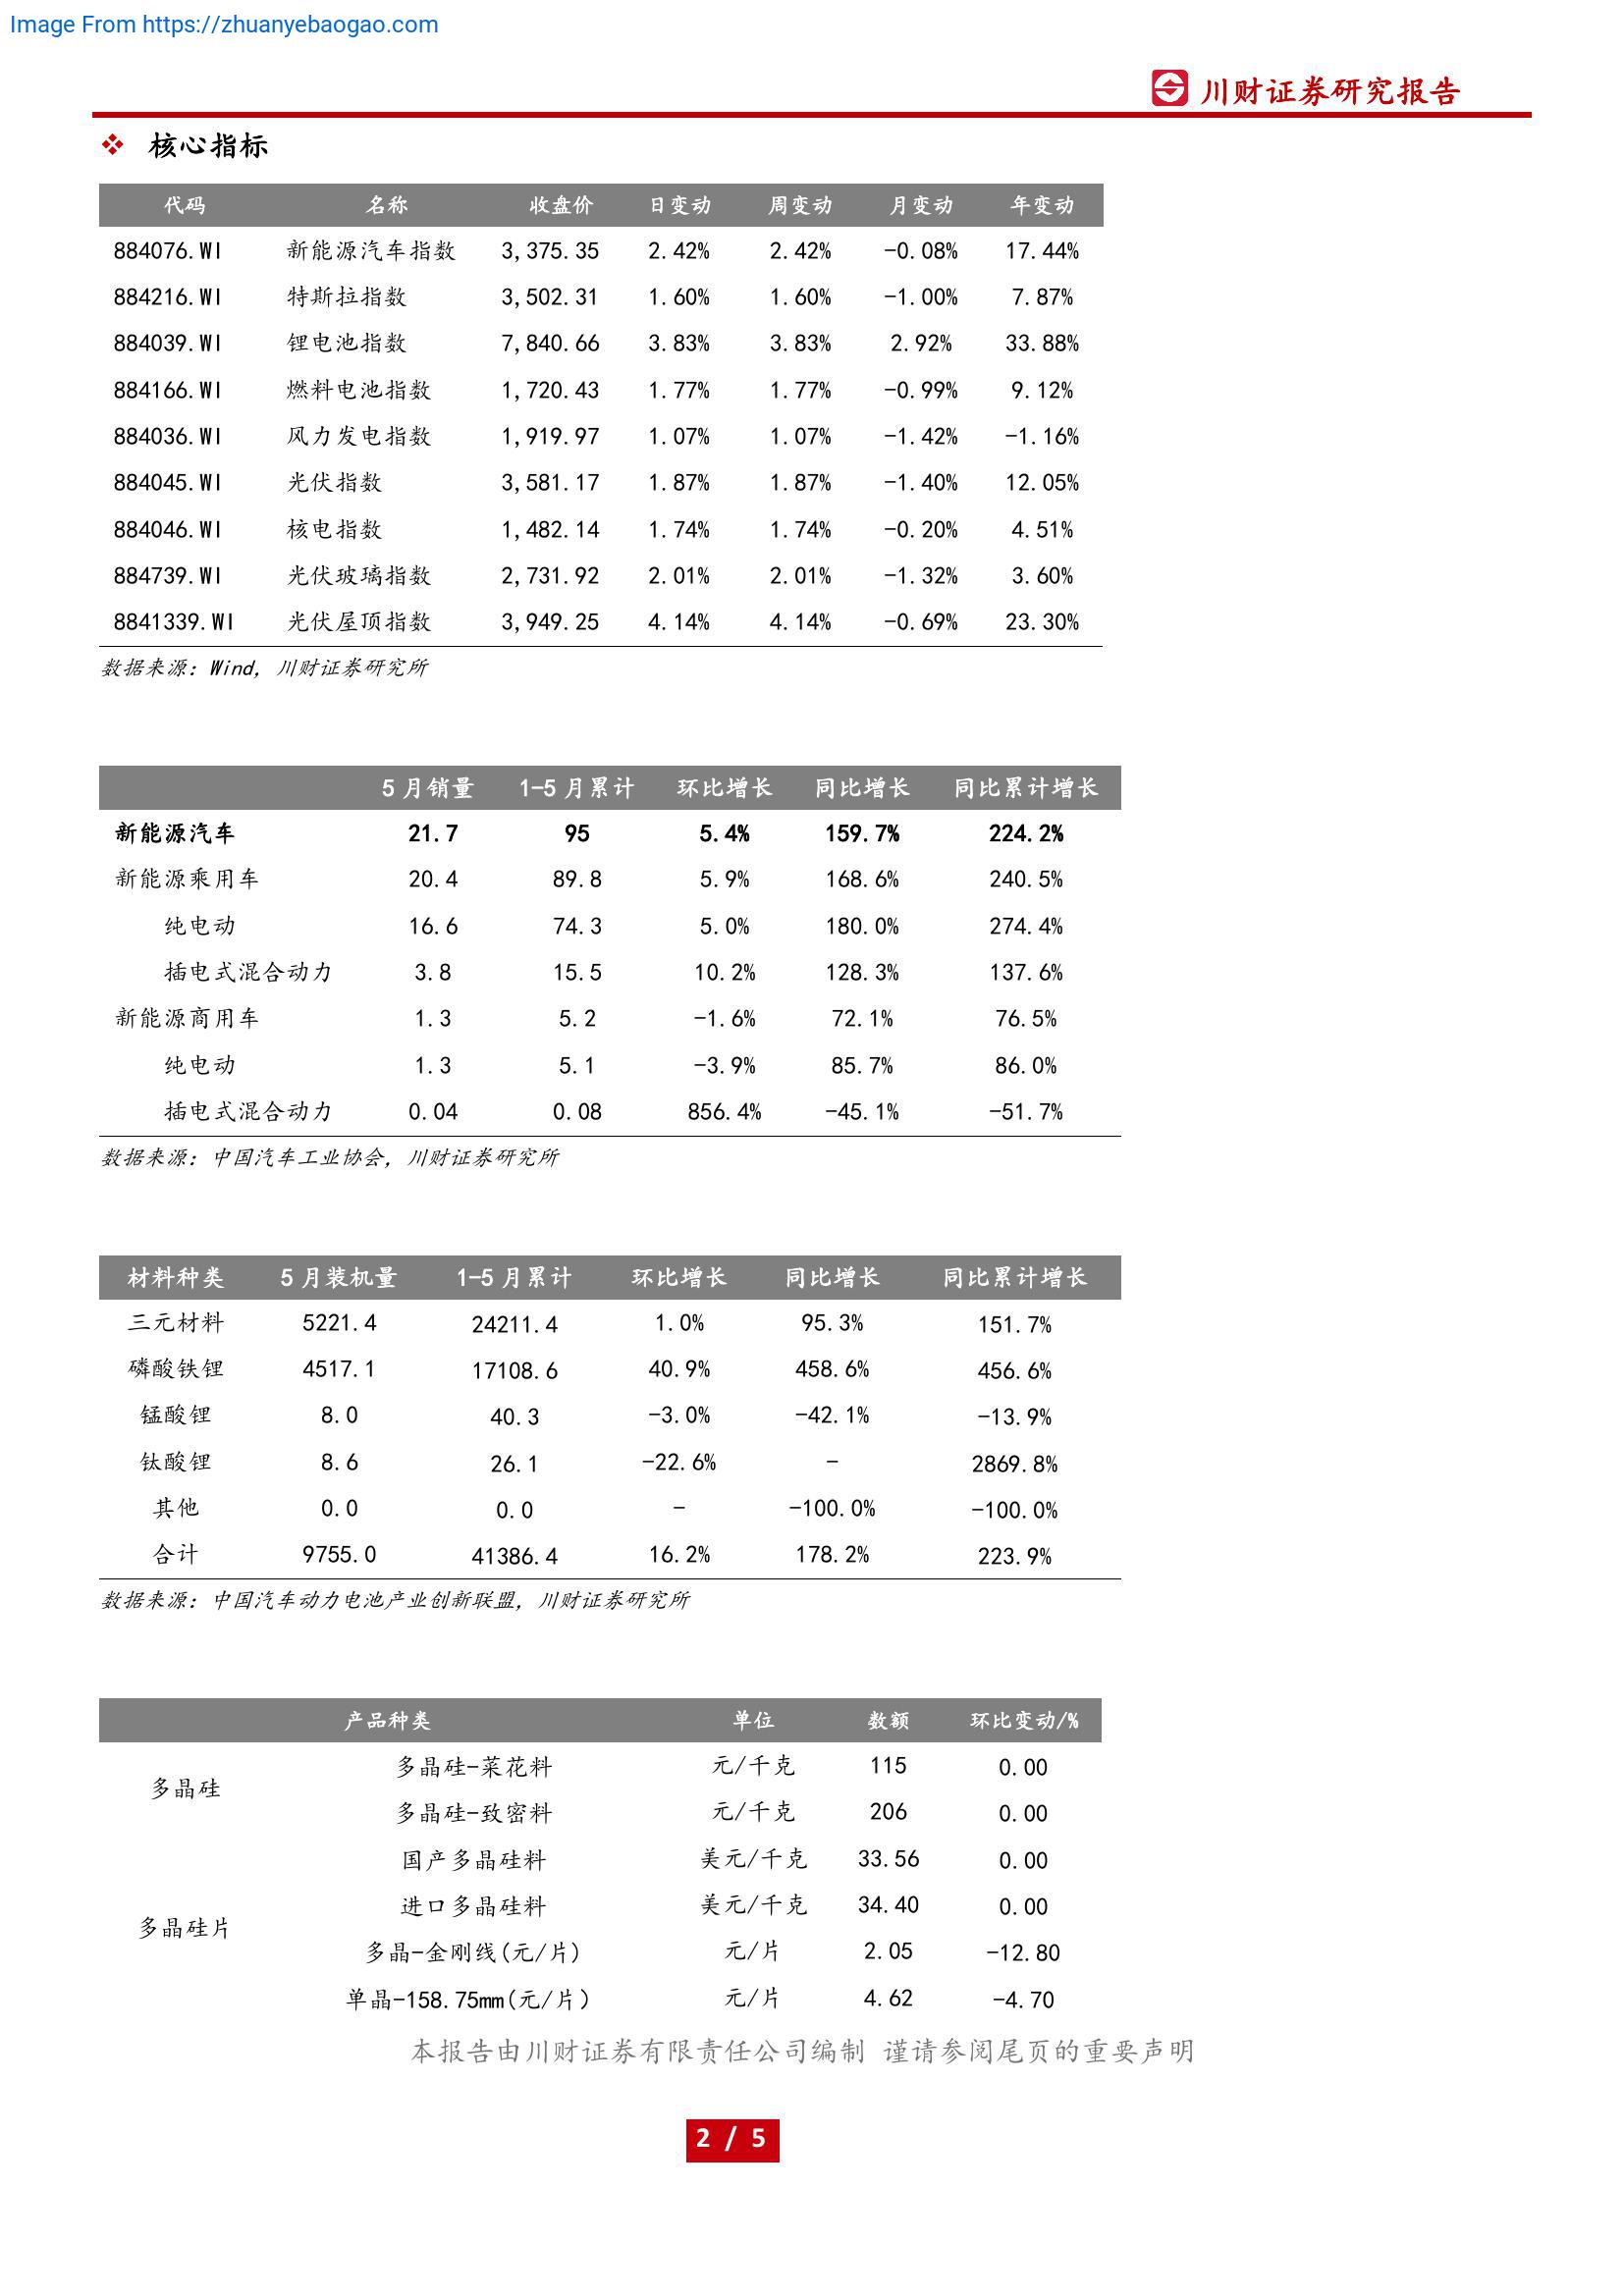 Image From https://zhuanyebaogao.com
川财证券研究报告
核心指标
代码 名称 收盘价 日变动 周变动 月变动 年变动
884076.WI 新能源汽车指数 3,375.35 2.42% 2.42% -0.08% 17.44%
884216.WI 特斯拉指数 3,502.31 1.60% 1.60% -1.00% 7.87%
884039.WI 锂电池指数 7,840.66 3.83% 3.83% 2.92% 33.88%
884166.WI 燃料电池指数 1,720.43 1.77% 1.77% -0.99% 9.12%
884036.WI 风力发电指数 1,919.97 1.07% 1.07% -1.42% -1.16%
884045.WI 光伏指数 3,581.17 1.87% 1.87% -1.40% 12.05%
884046.WI 核电指数 1,482.14 1.74% 1.74% -0.20% 4.51%
884739.WI 光伏玻璃指数 2,731.92 2.01% 2.01% -1.32% 3.60%
8841339.WI 光伏屋顶指数 3,949.25 4.14% 4.14% -0.69% 23.30%
数据来源：Wind，川财证券研究所
5 月销量 1-5 月累计 环比增长 同比增长 同比累计增长
新能源汽车 21.7 95 5.4% 159.7% 224.2%
新能源乘用车 20.4 89.8 5.9% 168.6% 240.5%
纯电动 16.6 74.3 5.0% 180.0% 274.4%
插电式混合动力 3.8 15.5 10.2% 128.3% 137.6%
新能源商用车 1.3 5.2 -1.6% 72.1% 76.5%
纯电动 1.3 5.1 -3.9% 85.7% 86.0%
插电式混合动力 0.04 0.08 856.4% -45.1% -51.7%
数据来源：中国汽车工业协会，川财证券研究所
材料种类 5 月装机量 1-5 月累计 环比增长 同比增长 同比累计增长
三元材料 5221.4 24211.4 1.0% 95.3% 151.7%
磷酸铁锂 4517.1 17108.6 40.9% 458.6% 456.6%
锰酸锂 8.0 40.3 -3.0% -42.1% -13.9%
钛酸锂 8.6 26.1 -22.6% - 2869.8%
其他 0.0 0.0 - -100.0% -100.0%
合计 9755.0 41386.4 16.2% 178.2% 223.9%
数据来源：中国汽车动力电池产业创新联盟，川财证券研究所
产品种类 单位 数额 环比变动/%
多晶硅 多晶硅-菜花料 元/千克 115 0.00
多晶硅-致密料 元/千克 206 0.00
国产多晶硅料 美元/千克 33.56 0.00
多晶硅片 进口多晶硅料 美元/千克 34.40 0.00
多晶-金刚线(元/片) 元/片 2.05 -12.80
单晶-158.75mm(元/片) 元/片 4.62 -4.70
本报告由川财证券有限责任公司编制 谨请参阅尾页的重要声明
2 / 5